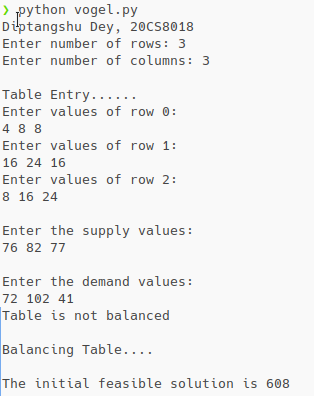 ❯ python vogel.py
Diptangshu Dey, 20CS8018
Enter number of rows: 3
Enter number of columns: 3
Table Entry......
Enter values of row 0:
4 8 8
Enter values of row 1:
16 24 16
Enter values of row 2:
8 16 24
Enter the supply values:
76 82 77
Enter the demand values:
72 102 41
Table is not balanced
Balancing Table....
The initial feasible solution is 608